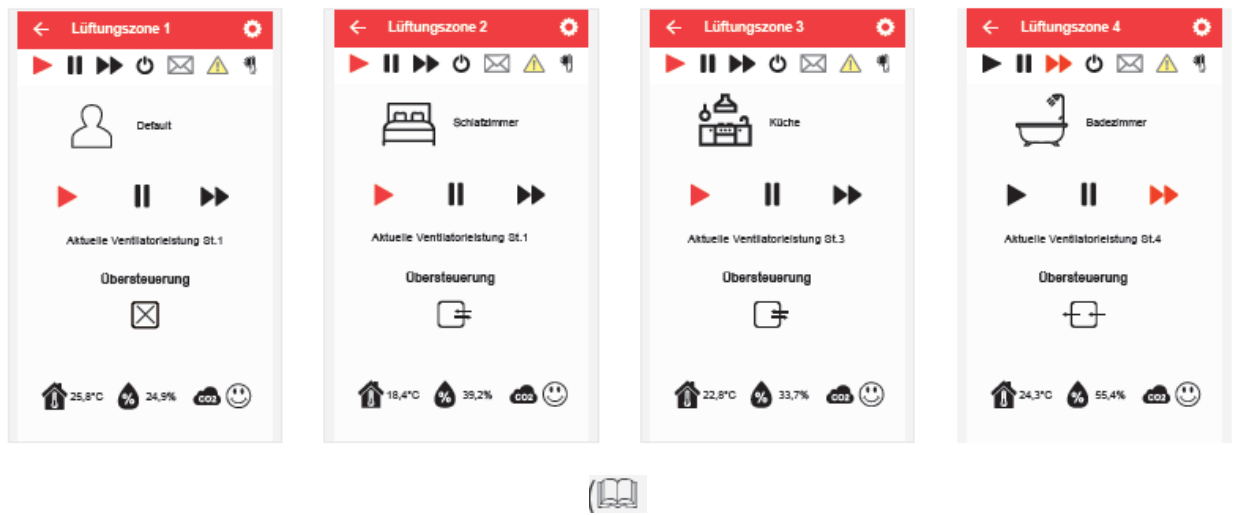 Lüftungszone 1
Default
Aktuelle Ventilatorleistung St.1
Übersteuerung
25,8°C % 24,9% CO2
Lüftungszone 2
Schlafzimmer
Aktuelle Ventilatorleistung St.1
Übersteuerung
18,4°C % 39,2% CO2
Lüftungszone 3
Küche
Aktuelle Ventilatorleistung St.3
Übersteuerung
22,8°C % 33,7% CO2
Lüftungszone 4
Badezimmer
Aktuelle Ventilatorleistung St.4
Übersteuerung
24,3°C % 55,4% CO2
(